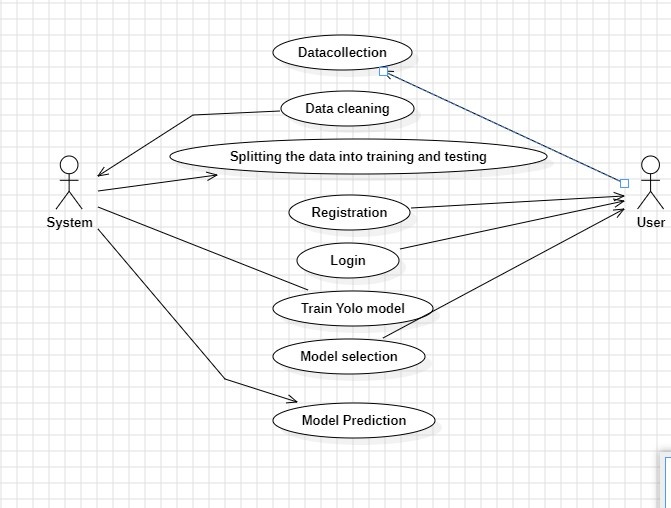 Datacollection
Data cleaning
Splitting the data into training and testing
Registration
System
User
Login
Train Yolo model
Model selection
Model Prediction